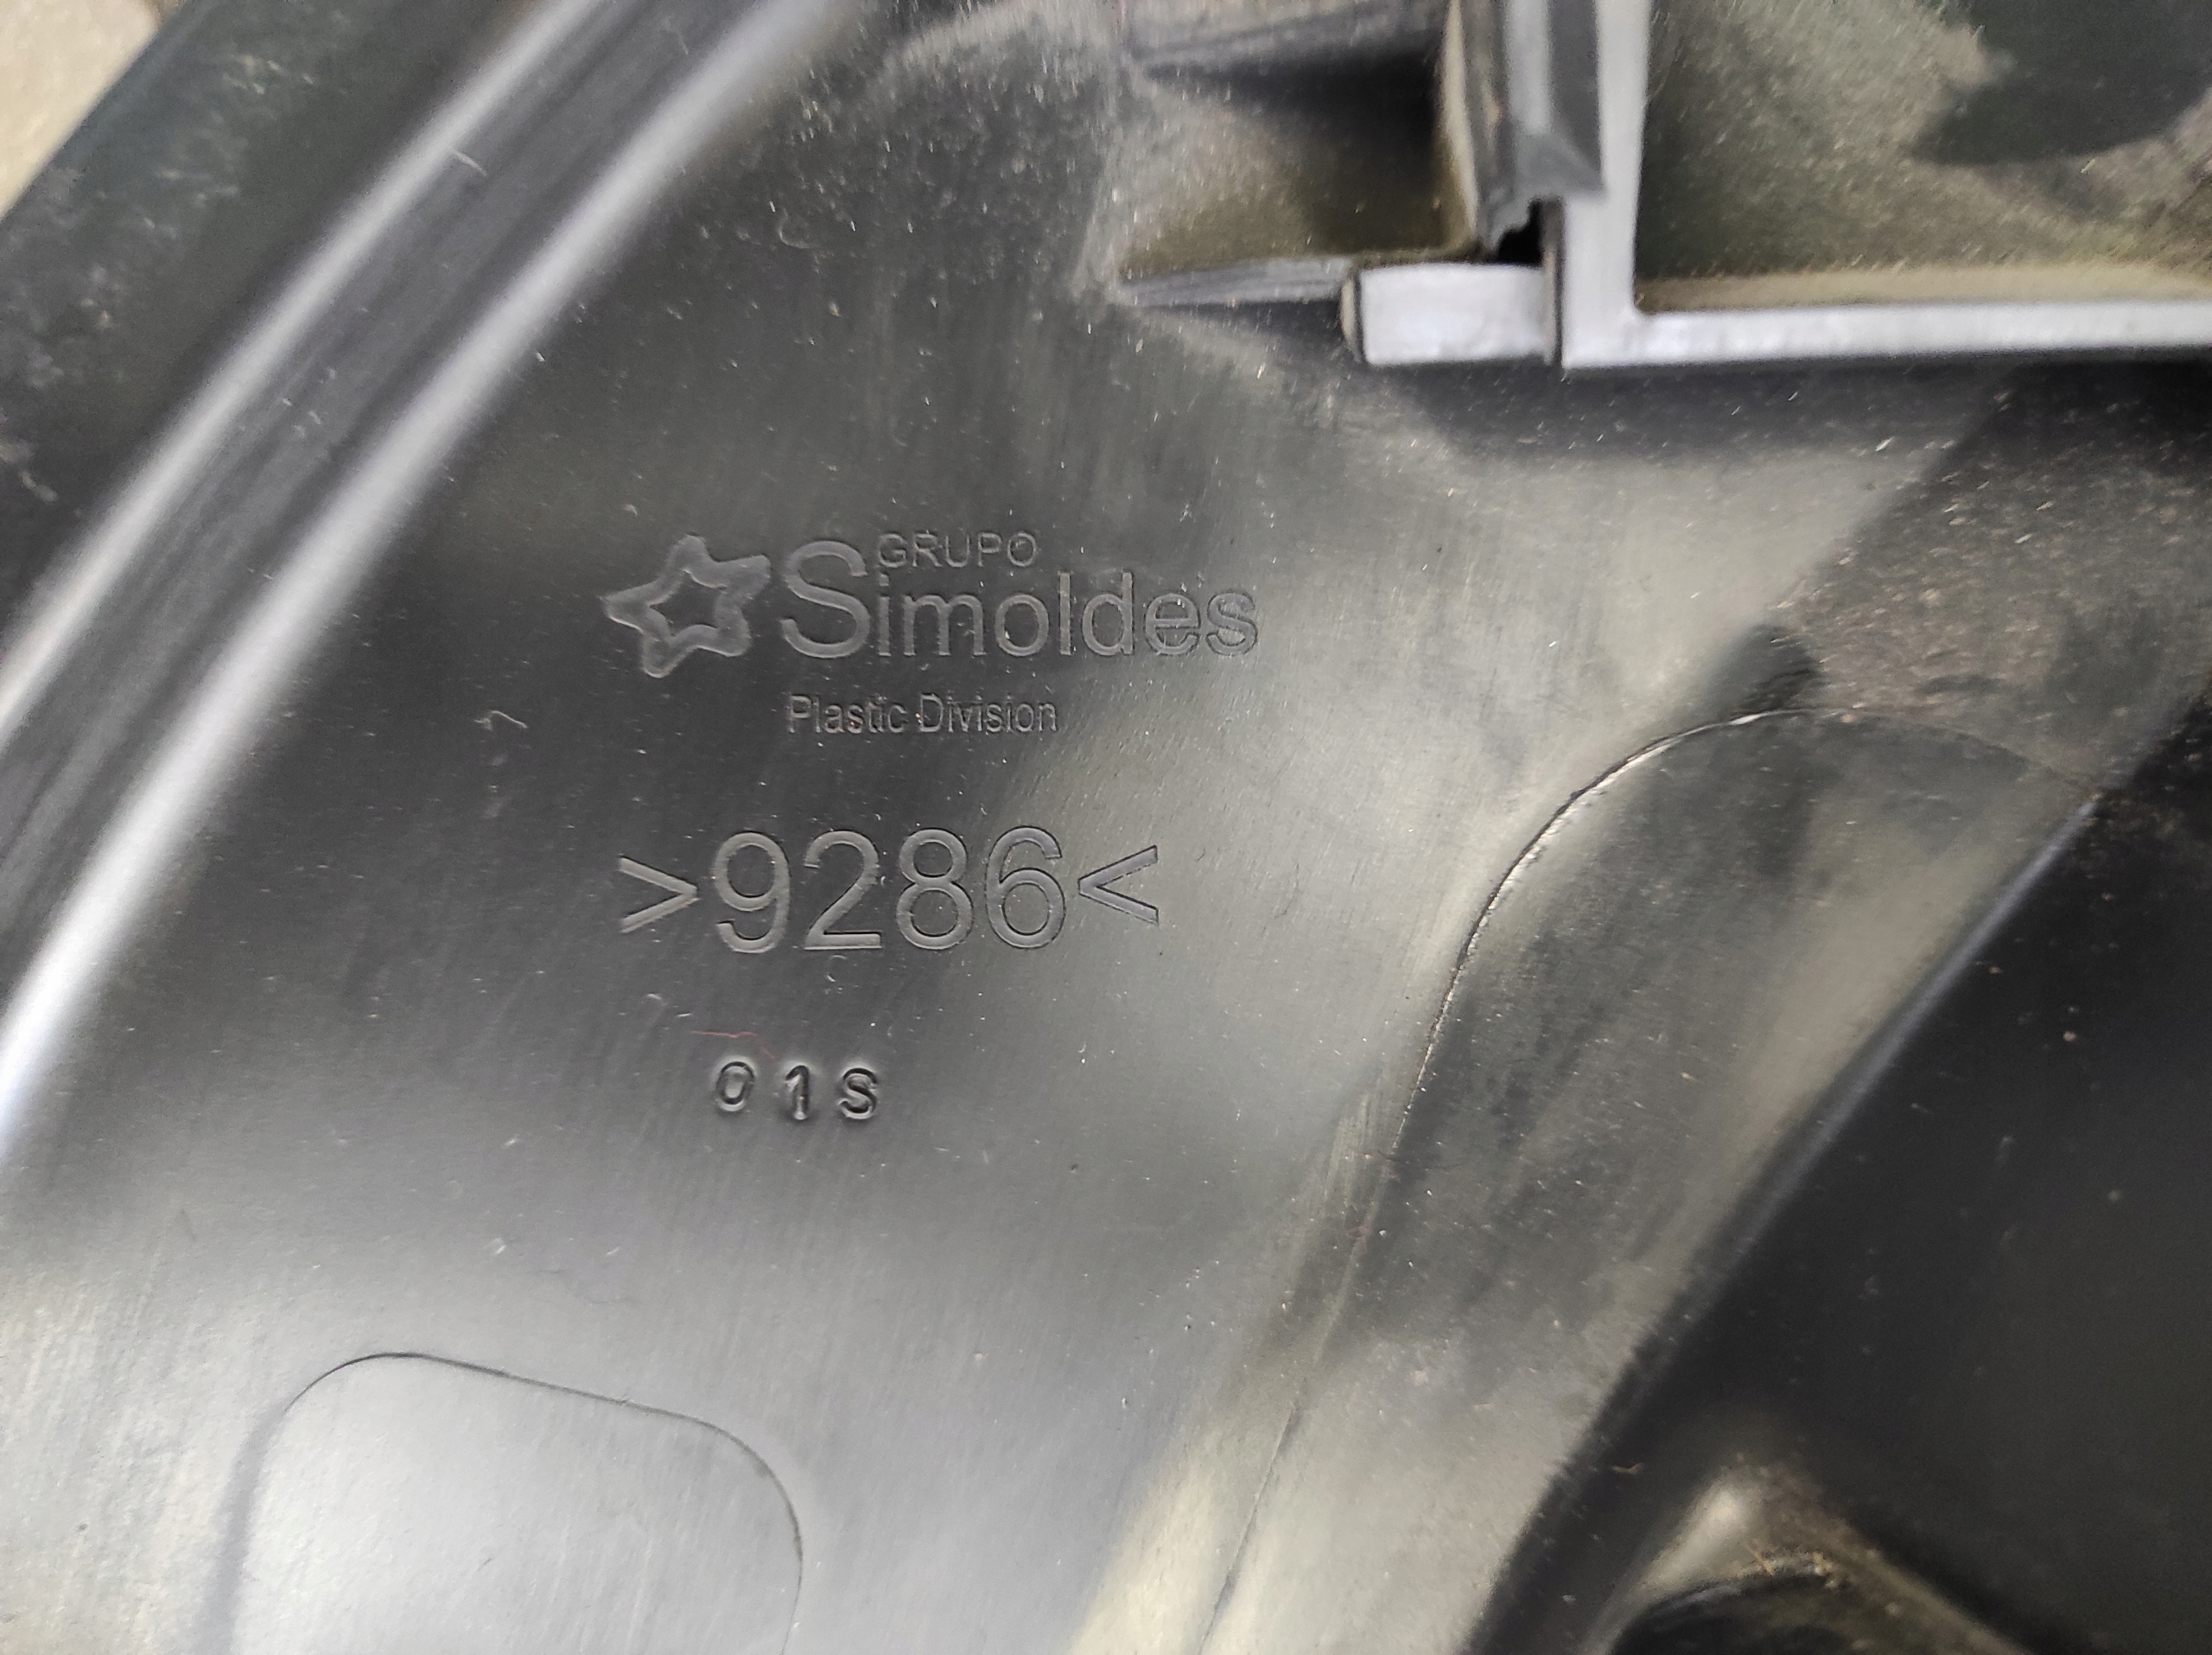 GRUPO
Simoldes
Plastic Division
>9286<
01S